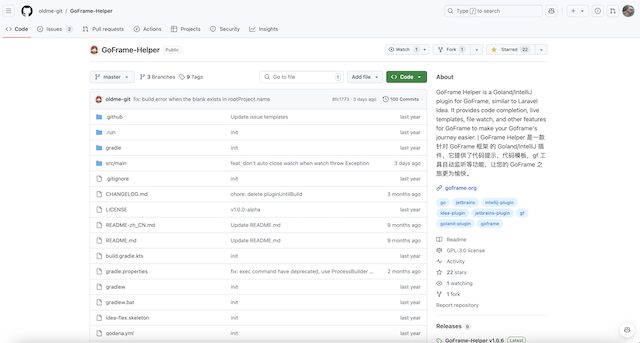 oldme-git / GoFrame-Helper
Type / to search
Code
Issues 2
Pull requests
Actions
Projects
Security
Insights
GoFrame-Helper Public
Watch 1
Fork 1
Starred 22
master
3 Branches
9 Tags
Go to file
t
Add file
Code
oldme-git fix: build error when the blank exists in rootProject.name
3 days ago
100 Commits
.github Update issue templates last year
.run init last year
gradle init last year
src/main feat: don't auto close watch when watch throw Exception 3 days ago
.gitignore init last year
CHANGELOG.md chore: delete pluginUntilBuild 3 months ago
LICENSE v1.0.0-alpha last year
README-zh_CN.md Update README.md 9 months ago
README.md Update README.md 9 months ago
build.gradle.kts init last year
gradle.properties fix: exec command have deprecated, use ProcessBuilder ... 2 months ago
gradlew init last year
gradlew.bat init last year
idea-flex.skeleton init last year
qodana.yml init last year
About
GoFrame Helper is a Goland/IntelliJ
plugin for GoFrame, similar to Laravel
Idea. It provides code completion, live
templates, file watch, and other features
for GoFrame to make your Goframe's
journey easier. | GoFrame Helper 是一款
针对 GoFrame 框架 的 Goland/IntelliJ 插
件，它提供了代码提示、代码模板、gf 工
具自动监听等功能，让您的 GoFrame 之
旅更为愉快。
goframe.org
go jetbrains intellij-plugin
idea-plugin jetbrains-plugin gf
goland-plugin goframe
Readme
GPL-3.0 license
Activity
22 stars
1 watching
1 fork
Report repository
Releases 9
GoFrame-Helper v1.0.6 Latest